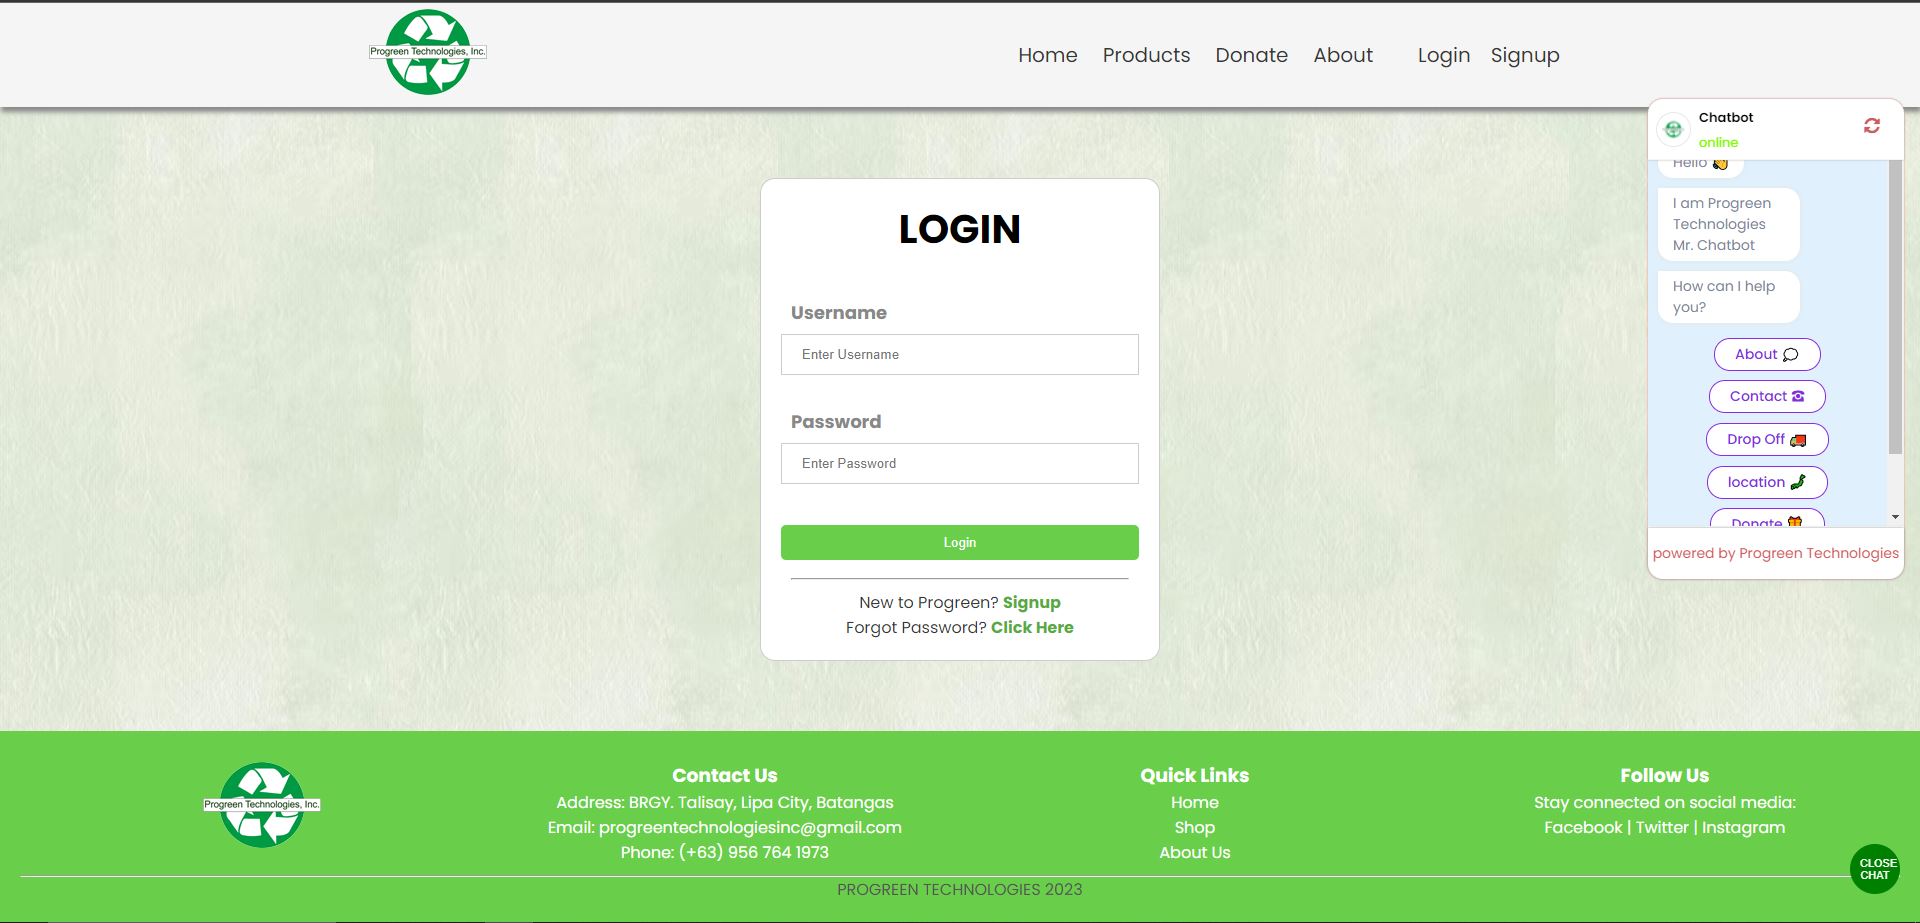 Progreen Technologies, Inc.
Home Products Donate About Login Signup
LOGIN
Username
Enter Username
Password
Enter Password
Login
New to Progreen? Signup
Forgot Password? Click Here
Chatbot
online
Hello 👋
I am Progreen
Technologies
Mr. Chatbot
How can I help
you?
About
Contact
Drop Off
location
Donate
powered by Progreen Technologies
Progreen Technologies, Inc.
Contact Us
Address: BRGY. Talisay, Lipa City, Batangas
Email: progreentechnologiesinc@gmail.com
Phone: (+63) 956 764 1973
Quick Links
Home
Shop
About Us
Follow Us
Stay connected on social media:
Facebook | Twitter | Instagram
CLOSE
CHAT
PROGREEN TECHNOLOGIES 2023